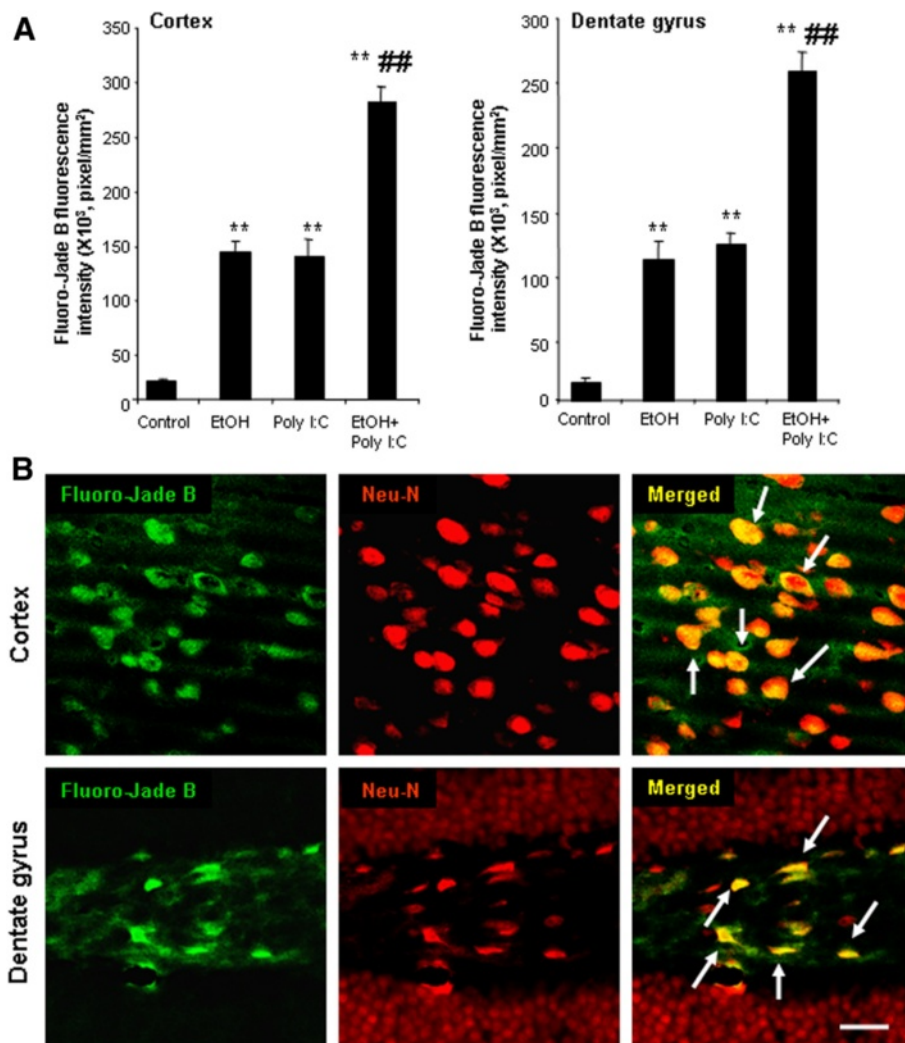 A
Cortex
Fluoro-Jade B fluorescence
intensity (X10³, pixel/mm²)
350
300
250
200
150
100
50
0
**
**
** ##
Control
EtOH
Poly I:C
EtOH+
Poly I:C
Dentate gyrus
Fluoro-Jade B fluorescence
intensity (X10³, pixel/mm²)
300
250
200
150
100
50
0
**
**
** ##
Control
EtOH
Poly I:C
EtOH+
Poly I:C
B
Cortex
Fluoro-Jade B
Neu-N
Merged
Dentate gyrus
Fluoro-Jade B
Neu-N
Merged